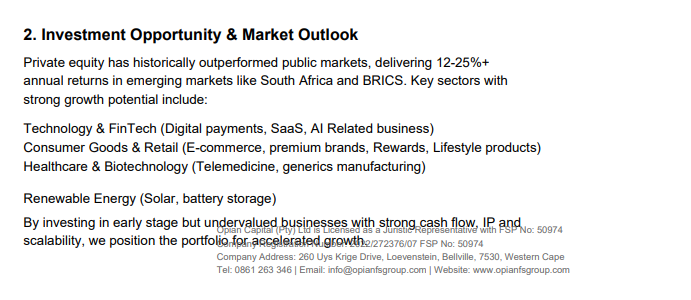 2. Investment Opportunity & Market Outlook
Private equity has historically outperformed public markets, delivering 12-25%+
annual returns in emerging markets like South Africa and BRICS. Key sectors with
strong growth potential include:
Technology & FinTech (Digital payments, SaaS, AI Related business)
Consumer Goods & Retail (E-commerce, premium brands, Rewards, Lifestyle products)
Healthcare & Biotechnology (Telemedicine, generics manufacturing)
Renewable Energy (Solar, battery storage)
By investing in early stage but undervalued businesses with strong cash flow, IP and
Opian Capital (Pty) Ltd is Licensed as a Juristic Representative with FSP No: 50974
scalability, we position the portfolio for accelerated growth.
Company Registration Number: 2022/272376/07 FSP No: 50974
Company Address: 260 Uys Krige Drive, Loevenstein, Bellville, 7530, Western Cape
Tel: 0861 263 346 | Email: info@opianfsgroup.com | Website: www.opianfsgroup.com